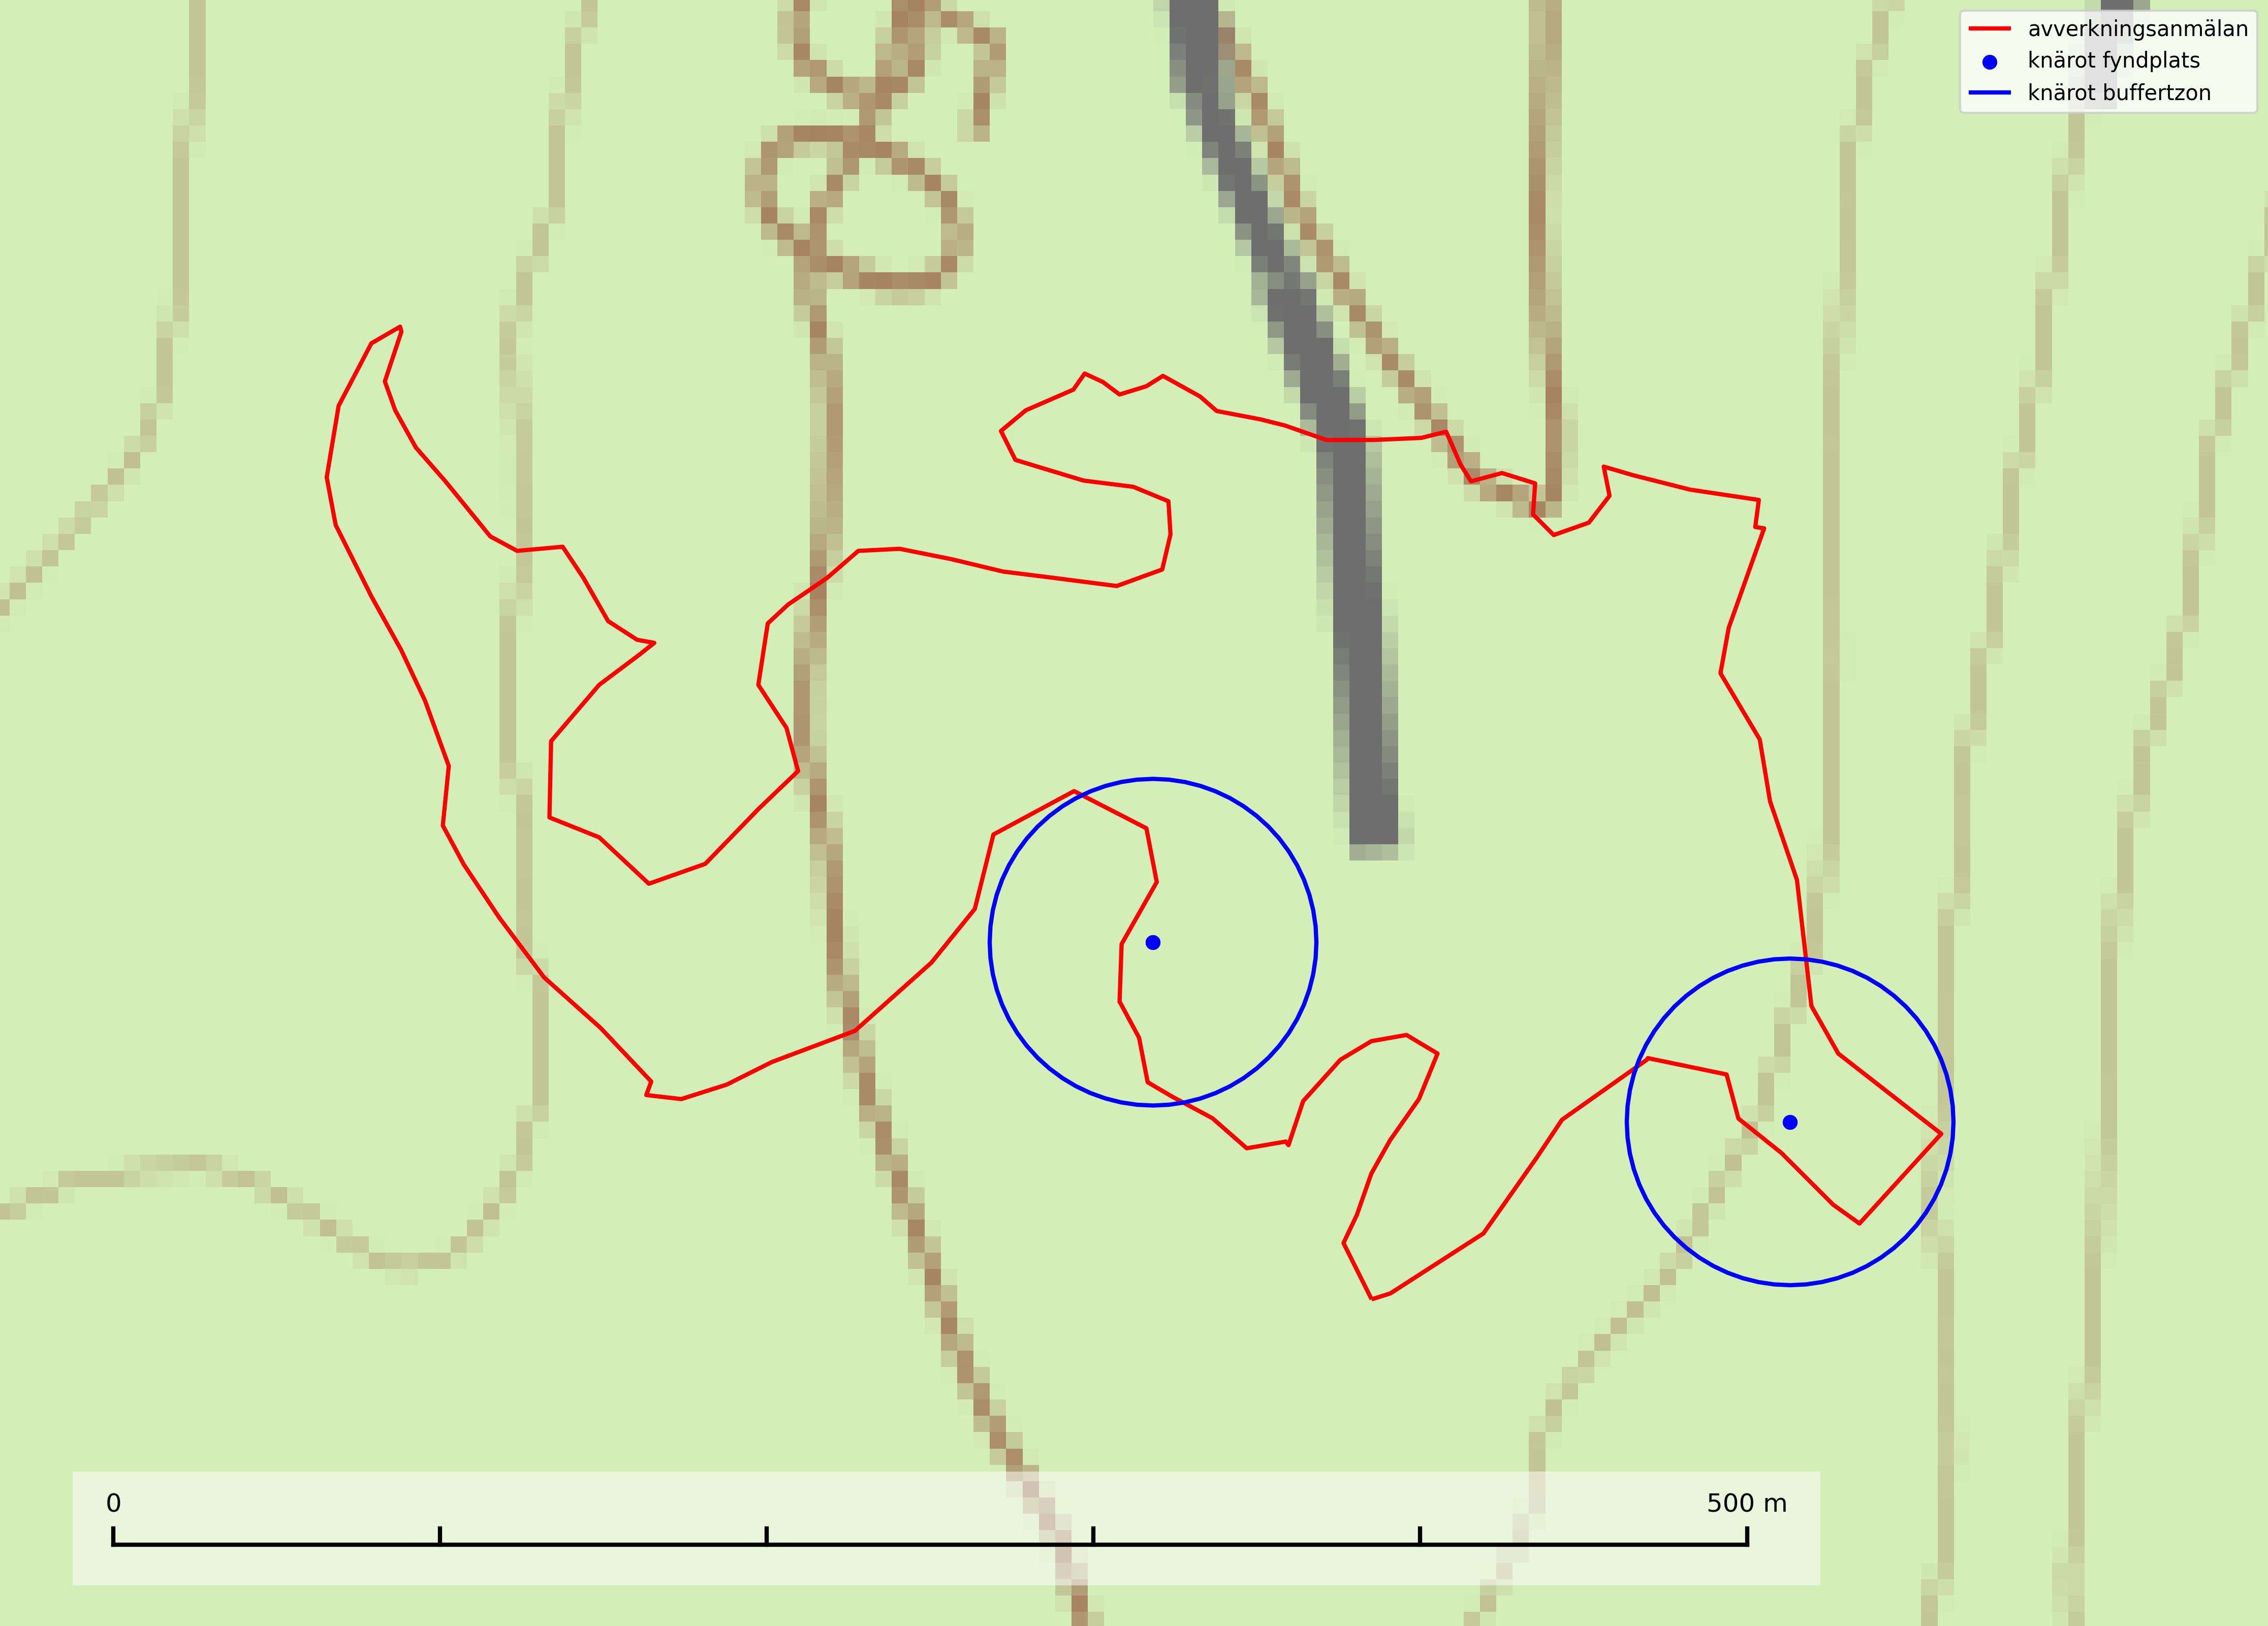 avverkningsanmälan
knärot fyndplats
knärot buffertzon
0
500 m